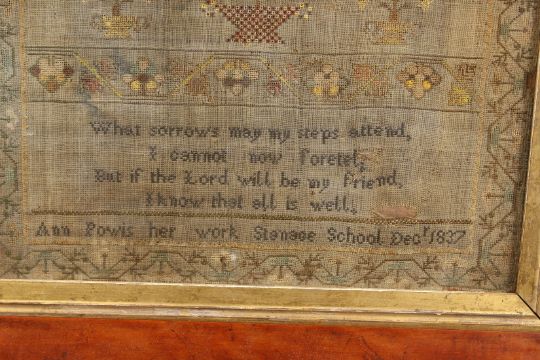 What sorrows may my steps attend,
I cannot now foretel,
But if the Lord will be my friend,
I know that all is well,
Ann Powis her work Stanage School Decr 1837